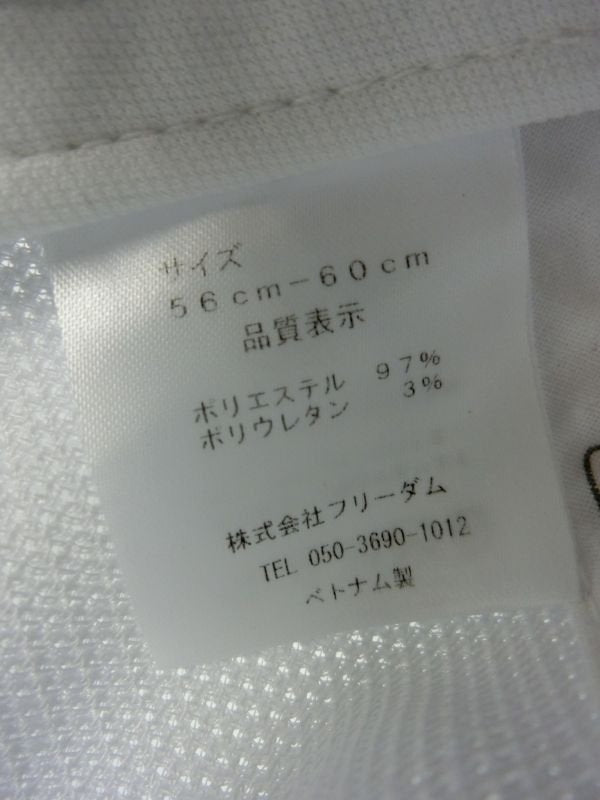 サイズ
56cm-60cm
品質表示
ポリエステル 97%
ポリウレタン 3%
株式会社フリーダム
TEL 050-3690-1012
ベトナム製